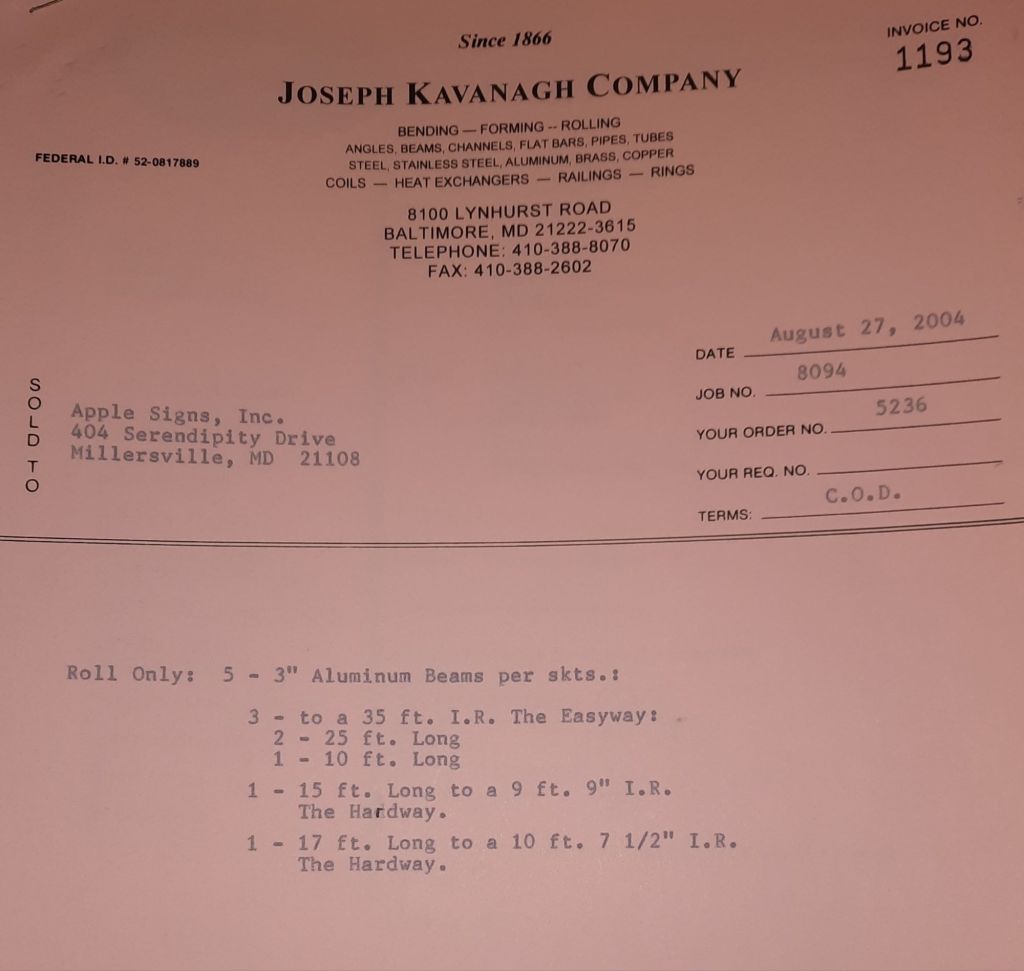 Since 1866
INVOICE NO.
1193
JOSEPH KAVANAGH COMPANY
BENDING — FORMING -- ROLLING
ANGLES, BEAMS, CHANNELS, FLAT BARS, PIPES, TUBES
STEEL, STAINLESS STEEL, ALUMINUM, BRASS, COPPER
COILS — HEAT EXCHANGERS — RAILINGS — RINGS
FEDERAL I.D. # 52-0817889
8100 LYNHURST ROAD
BALTIMORE, MD 21222-3615
TELEPHONE: 410-388-8070
FAX: 410-388-2602
DATE August 27, 2004
JOB NO. 8094
YOUR ORDER NO. 5236
YOUR REQ. NO.
TERMS: C.O.D.
SOLD TO
Apple Signs, Inc.
404 Serendipity Drive
Millersville, MD 21108
Roll Only: 5 - 3" Aluminum Beams per skts.:
3 - to a 35 ft. I.R. The Easyway:
2 - 25 ft. Long
1 - 10 ft. Long
1 - 15 ft. Long to a 9 ft. 9" I.R.
The Hardway.
1 - 17 ft. Long to a 10 ft. 7 1/2" I.R.
The Hardway.